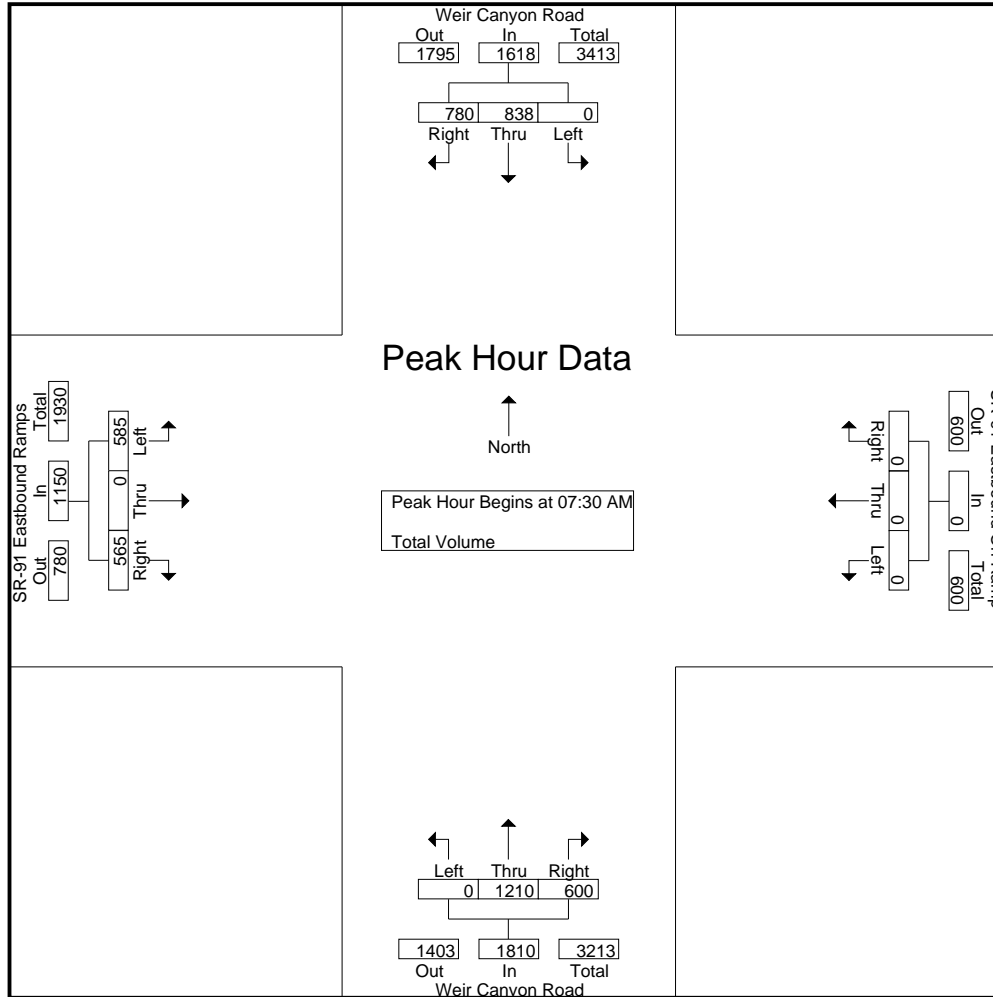 Weir Canyon Road
Out In Total
1795 1618 3413
780 838 0
Right Thru Left
Peak Hour Data
North
Peak Hour Begins at 07:30 AM
Total Volume
SR-91 Eastbound Ramps
Total In Out
1930 1150 780
585 0 565
Left Thru Right
Out In Total
600 0 600
0 0 0
Right Thru Left
Left Thru Right
0 1210 600
1403 1810 3213
Out In Total
Weir Canyon Road